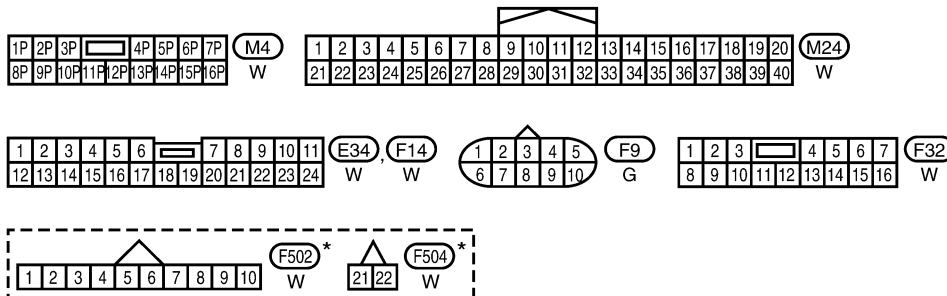 1P 2P 3P 4P 5P 6P 7P M4
8P 9P 10P 11P 12P 13P 14P 15P 16P W
1 2 3 4 5 6 7 8 9 10 11 12 13 14 15 16 17 18 19 20 M24
21 22 23 24 25 26 27 28 29 30 31 32 33 34 35 36 37 38 39 40 W
1 2 3 4 5 6 7 8 9 10 11 E34, F14
12 13 14 15 16 17 18 19 20 21 22 23 24 W W
1 2 3 4 5 F9
6 7 8 9 10 G
1 2 3 4 5 6 7 F32
8 9 10 11 12 13 14 15 16 W
1 2 3 4 5 6 7 8 9 10 F502 *
W
21 22 F504 *
W